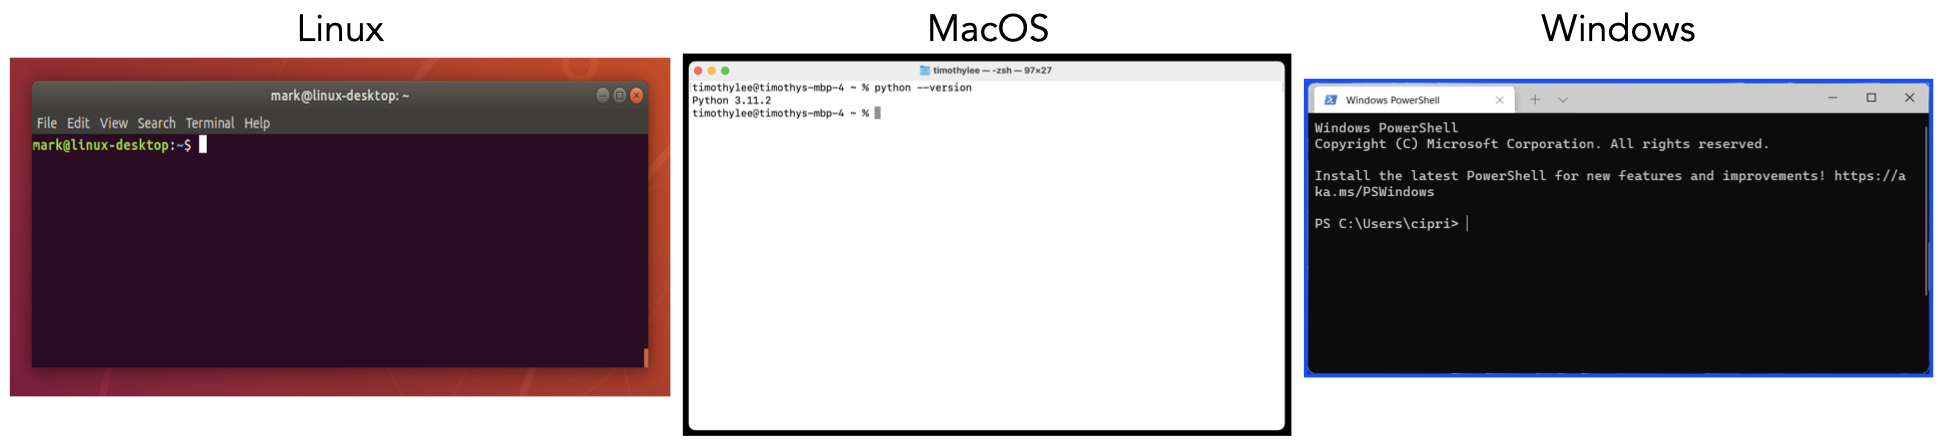 Linux
mark@linux-desktop: ~
File Edit View Search Terminal Help
mark@linux-desktop:~$
MacOS
timothylee — -zsh — 97×27
timothylee@timothys-mbp-4 ~ % python --version
Python 3.11.2
timothylee@timothys-mbp-4 ~ %
Windows
Windows PowerShell
Windows PowerShell
Copyright (C) Microsoft Corporation. All rights reserved.
Install the latest PowerShell for new features and improvements! https://a
ka.ms/PSWindows
PS C:\Users\cipri>